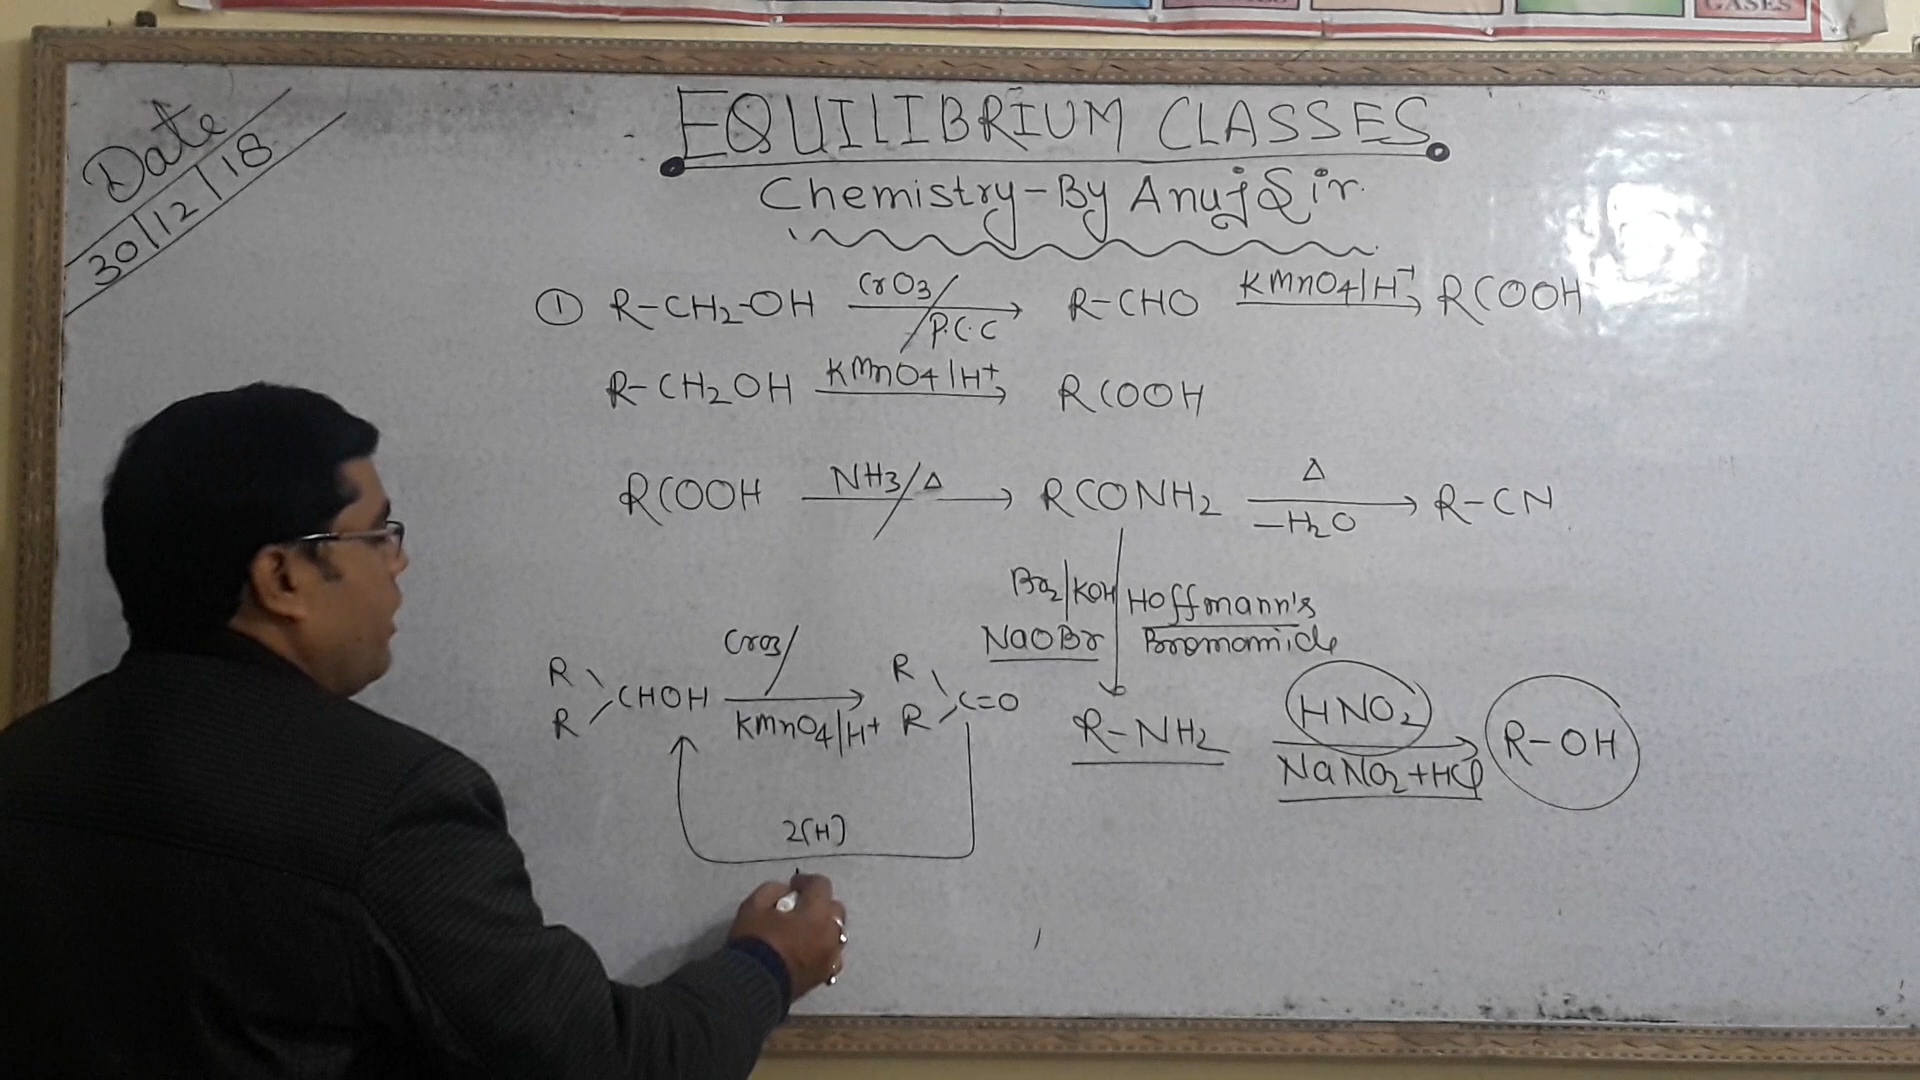 GASES
Date
30/12/18
EQUILIBRIUM CLASSES
Chemistry-By Anuj Sir.
① R-CH2-OH CrO3/ P.C.C → R-CHO KMnO4/H+ → RCOOH
R-CH2OH KMnO4/H+ → RCOOH
RCOOH NH3/Δ → RCONH2 Δ -H2O → R-CN
Br2/KOH Hoffmann's
NaOBr Bromamide
R R CHOH CrO3/ KMnO4/H+ → R R C=O
R-NH2 HNO2 NaNO2+HCl → R-OH
2(H)